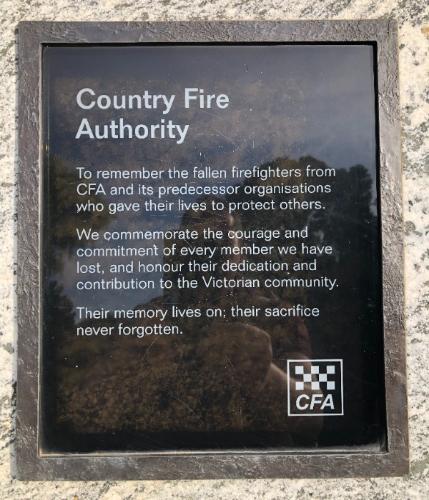 Country Fire
Authority
To remember the fallen firefighters from
CFA and its predecessor organisations
who gave their lives to protect others.
We commemorate the courage and
commitment of every member we have
lost, and honour their dedication and
contribution to the Victorian community.
Their memory lives on; their sacrifice
never forgotten.
CFA